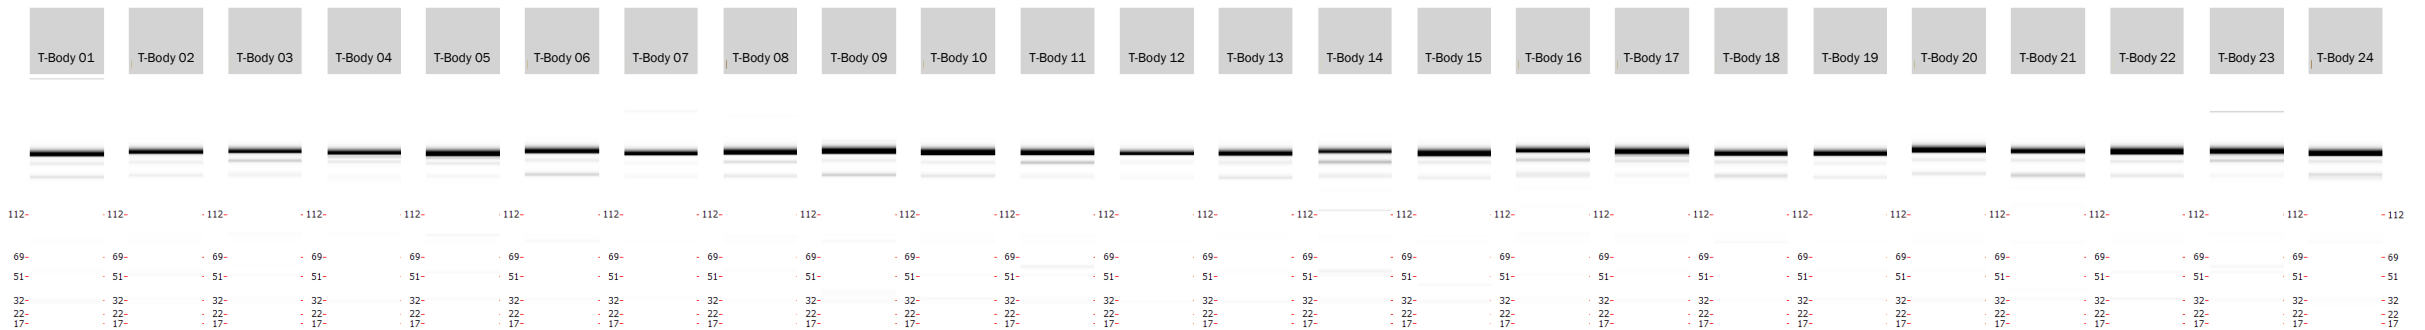 T-Body 01 T-Body 02 T-Body 03 T-Body 04 T-Body 05 T-Body 06 T-Body 07 T-Body 08 T-Body 09 T-Body 10 T-Body 11 T-Body 12 T-Body 13 T-Body 14 T-Body 15 T-Body 16 T-Body 17 T-Body 18 T-Body 19 T-Body 20 T-Body 21 T-Body 22 T-Body 23 T-Body 24
112 112 112 112 112 112 112 112 112 112 112 112 112 112 112 112 112 112 112 112 112 112 112 112 112
69 69 69 69 69 69 69 69 69 69 69 69 69 69 69 69 69 69 69 69 69 69 69 69 69
51 51 51 51 51 51 51 51 51 51 51 51 51 51 51 51 51 51 51 51 51 51 51 51 51
32 32 32 32 32 32 32 32 32 32 32 32 32 32 32 32 32 32 32 32 32 32 32 32 32
22 22 22 22 22 22 22 22 22 22 22 22 22 22 22 22 22 22 22 22 22 22 22 22 22
17 17 17 17 17 17 17 17 17 17 17 17 17 17 17 17 17 17 17 17 17 17 17 17 17